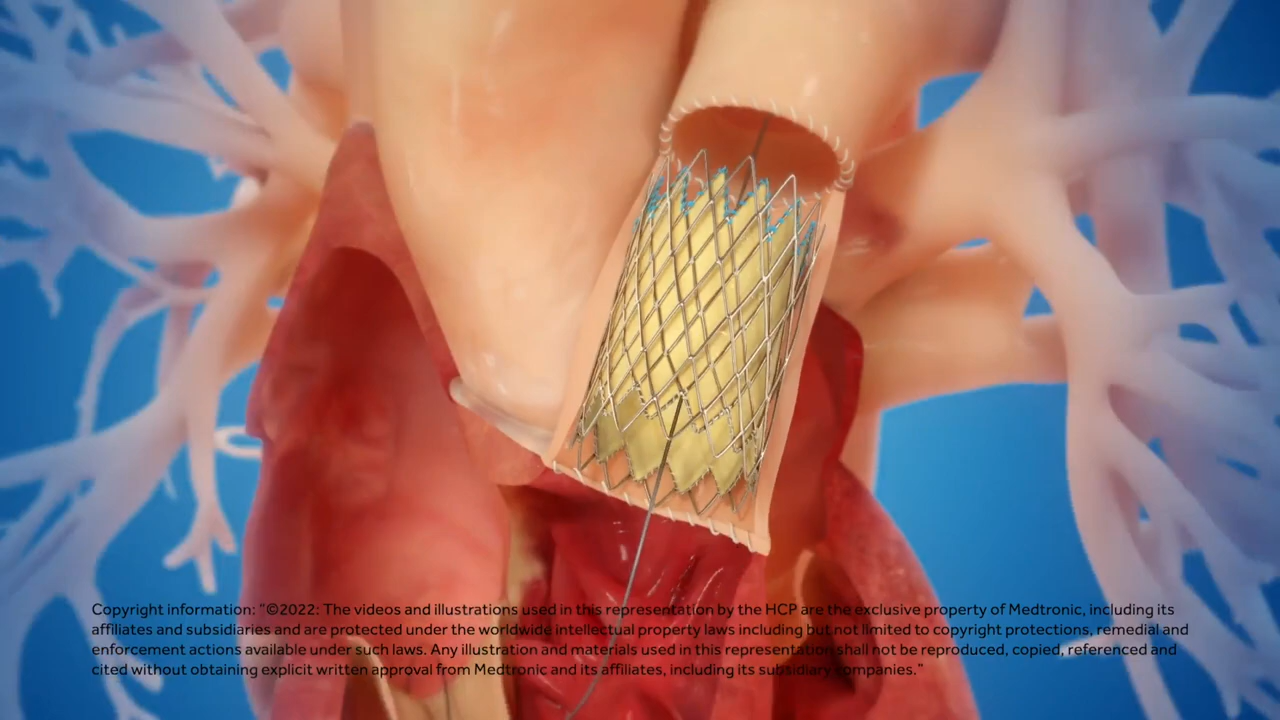 Copyright information: "©2022: The videos and illustrations used in this representation by the HCP are the exclusive property of Medtronic, including its
affiliates and subsidiaries and are protected under the worldwide intellectual property laws including but not limited to copyright protections, remedial and
enforcement actions available under such laws. Any illustration and materials used in this representation shall not be reproduced, copied, referenced and
cited without obtaining explicit written approval from Medtronic and its affiliates, including its subsidiary companies."